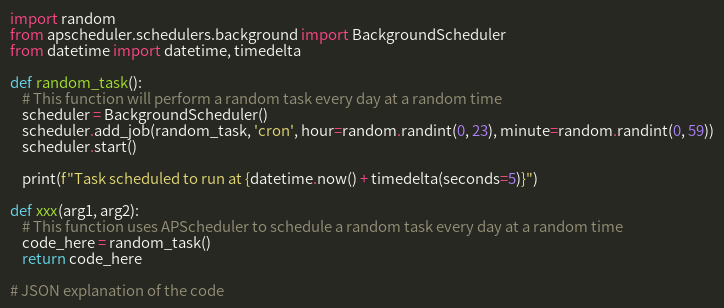 import random
from apscheduler.schedulers.background import BackgroundScheduler
from datetime import datetime, timedelta
def random_task():
# This function will perform a random task every day at a random time
scheduler = BackgroundScheduler()
scheduler.add_job(random_task, 'cron', hour=random.randint(0, 23), minute=random.randint(0, 59))
scheduler.start()
print(f"Task scheduled to run at {datetime.now() + timedelta(seconds=5)}")
def xxx(arg1, arg2):
# This function uses APScheduler to schedule a random task every day at a random time
code_here = random_task()
return code_here
# JSON explanation of the code